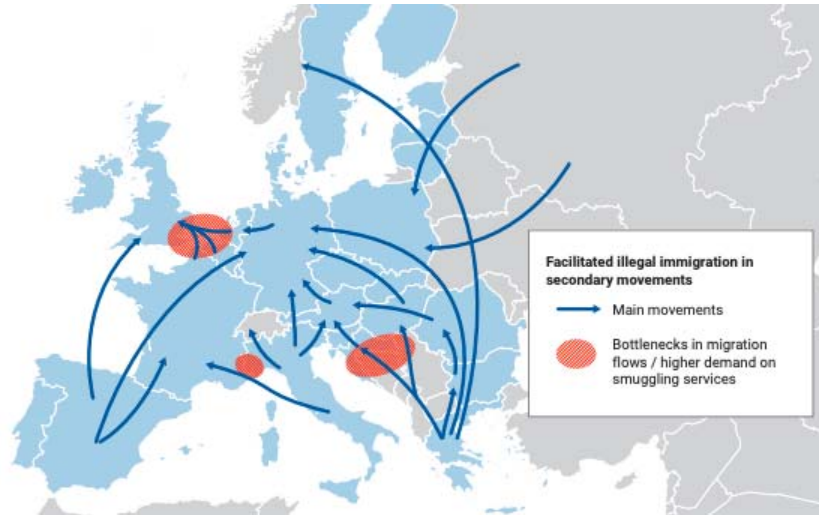 Facilitated illegal immigration in
secondary movements
Main movements
Bottlenecks in migration
flows / higher demand on
smuggling services